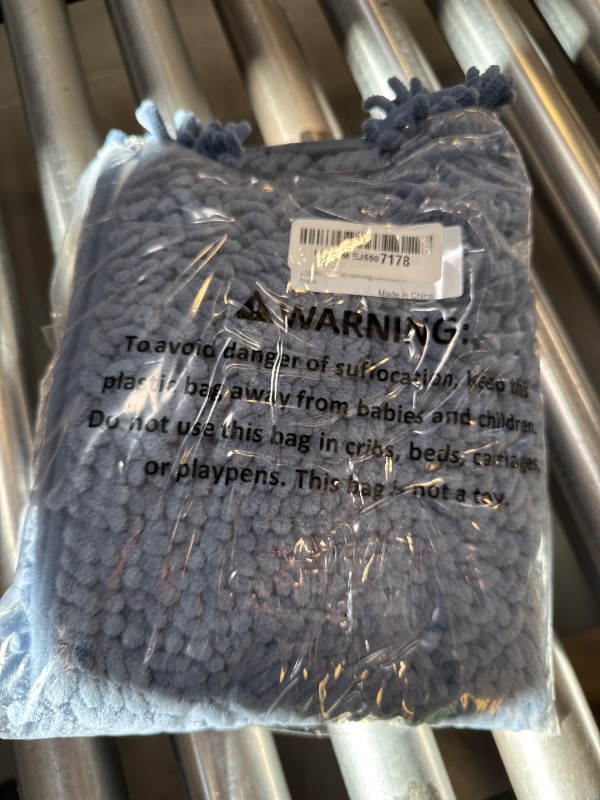 7178
Made in China
WARNING:
To avoid danger of suffocation, keep this
plastic bag away from babies and children.
Do not use this bag in cribs, beds, carriages,
or playpens. This bag is not a toy.